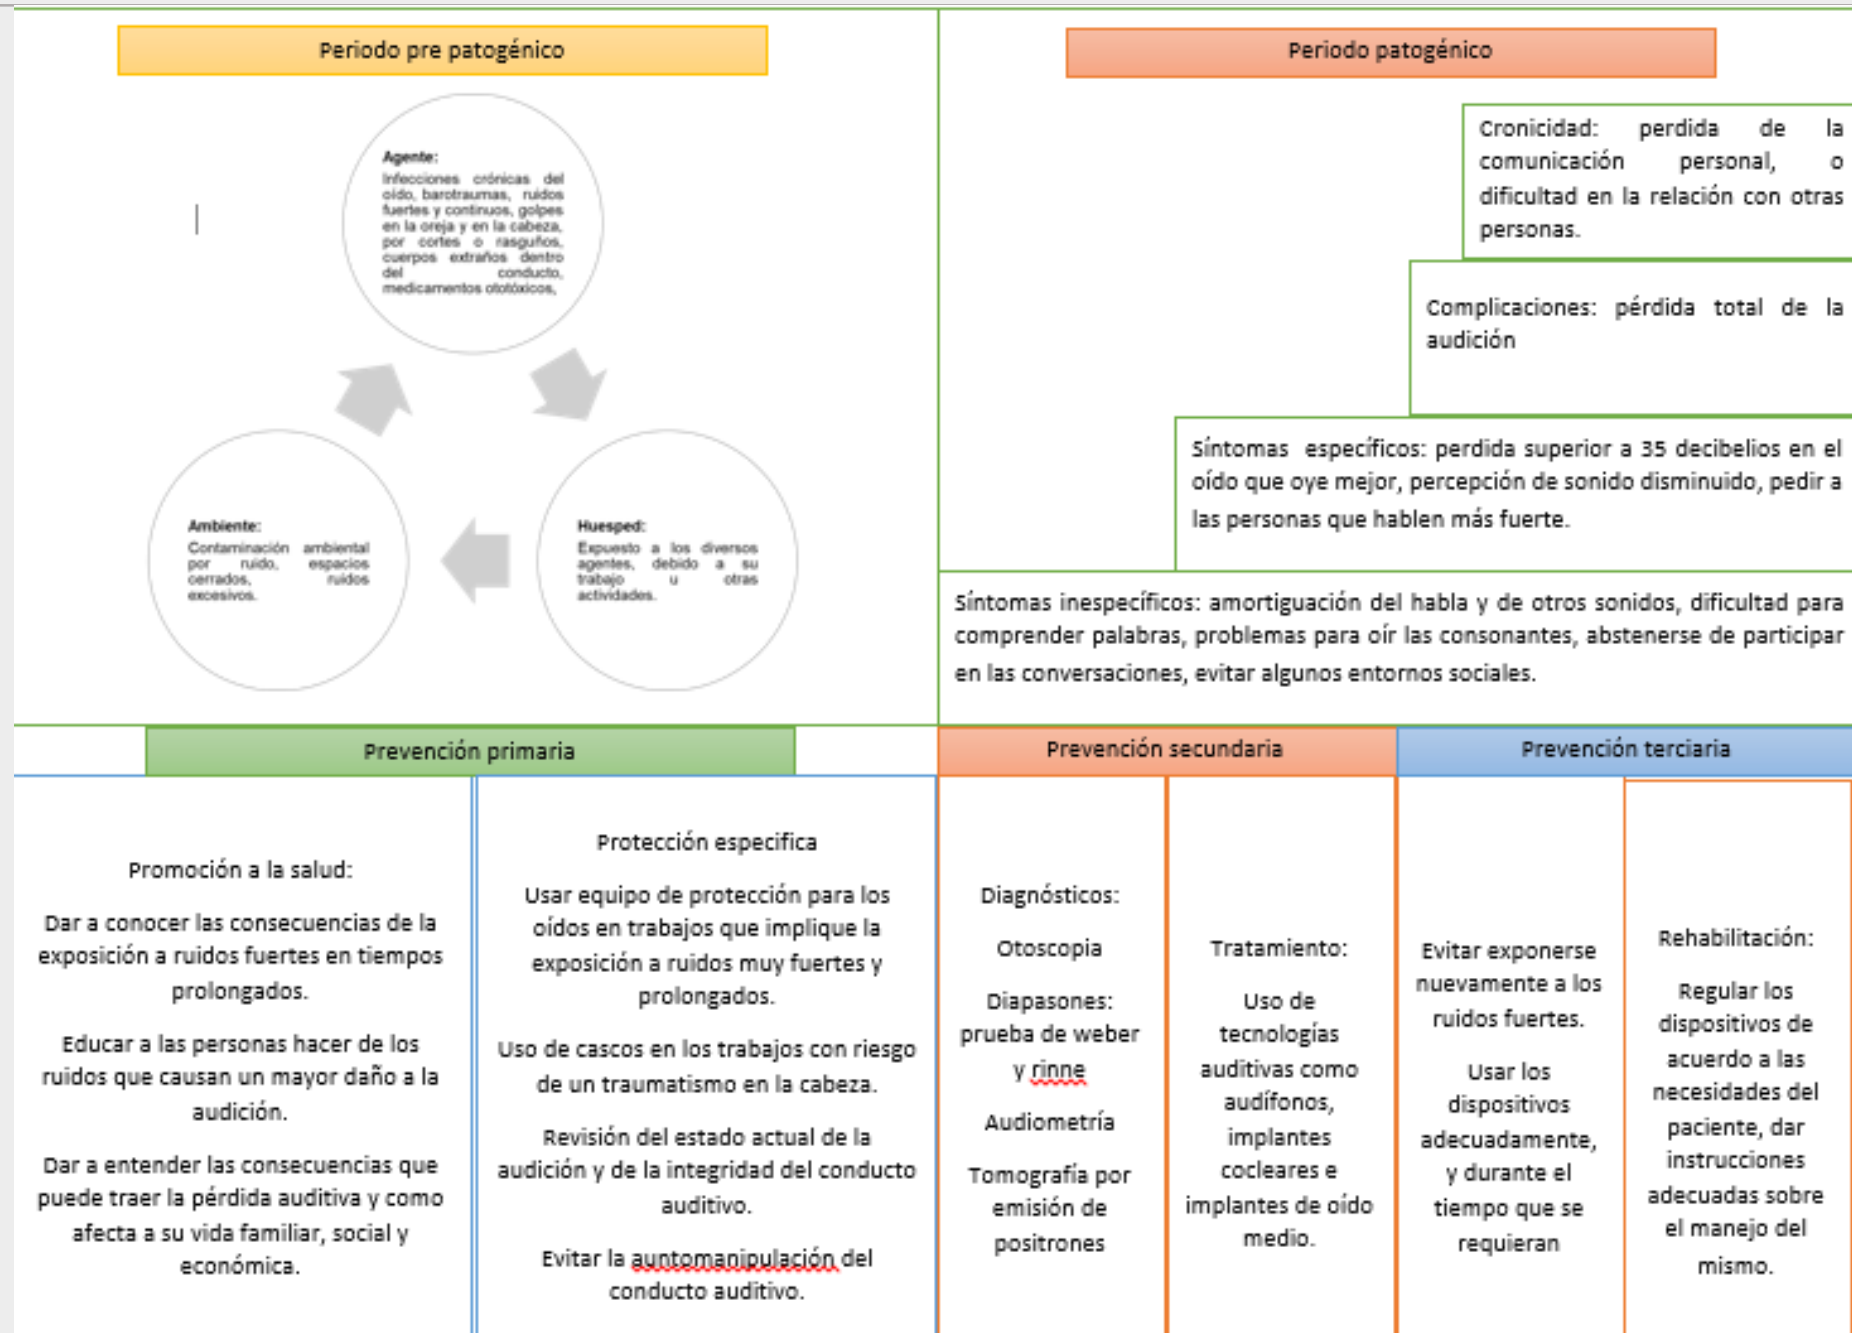 Periodo pre patogénico
Agente:
Infecciones crónicas del
oído, barotraumas, ruidos
fuertes y continuos, golpes
en la oreja y en la cabeza,
por cortes o rasguños,
cuerpos extraños dentro
del conducto,
medicamentos ototóxicos,
Ambiente:
Contaminación ambiental
por ruido, espacios
cerrados, ruidos
excesivos.
Huesped:
Expuesto a los diversos
agentes, debido a su
trabajo u otras
actividades.
Periodo patogénico
Cronicidad: perdida de la
comunicación personal, o
dificultad en la relación con otras
personas.
Complicaciones: pérdida total de la
audición
Síntomas específicos: perdida superior a 35 decibelios en el
oído que oye mejor, percepción de sonido disminuido, pedir a
las personas que hablen más fuerte.
Síntomas inespecíficos: amortiguación del habla y de otros sonidos, dificultad para
comprender palabras, problemas para oír las consonantes, abstenerse de participar
en las conversaciones, evitar algunos entornos sociales.
Prevención primaria
Promoción a la salud:
Dar a conocer las consecuencias de la
exposición a ruidos fuertes en tiempos
prolongados.
Educar a las personas hacer de los
ruidos que causan un mayor daño a la
audición.
Dar a entender las consecuencias que
puede traer la pérdida auditiva y como
afecta a su vida familiar, social y
económica.
Protección especifica
Usar equipo de protección para los
oídos en trabajos que implique la
exposición a ruidos muy fuertes y
prolongados.
Uso de cascos en los trabajos con riesgo
de un traumatismo en la cabeza.
Revisión del estado actual de la
audición y de la integridad del conducto
auditivo.
Evitar la auntomanipulación del
conducto auditivo.
Prevención secundaria
Diagnósticos:
Otoscopia
Diapasones:
prueba de weber
y rinne
Audiometría
Tomografía por
emisión de
positrones
Tratamiento:
Uso de
tecnologías
auditivas como
audífonos,
implantes
cocleares e
implantes de oído
medio.
Prevención terciaria
Evitar exponerse
nuevamente a los
ruidos fuertes.
Usar los
dispositivos
adecuadamente,
y durante el
tiempo que se
requieran
Rehabilitación:
Regular los
dispositivos de
acuerdo a las
necesidades del
paciente, dar
instrucciones
adecuadas sobre
el manejo del
mismo.